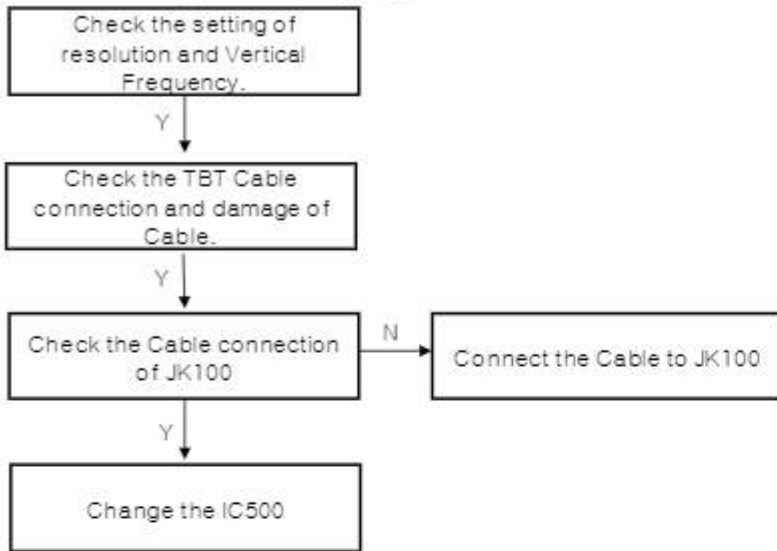 Check the setting of
resolution and Vertical
Frequency.
Y
Check the TBT Cable
connection and damage of
Cable.
Y
Check the Cable connection
of JK100
N
Connect the Cable to JK100
Y
Change the IC500